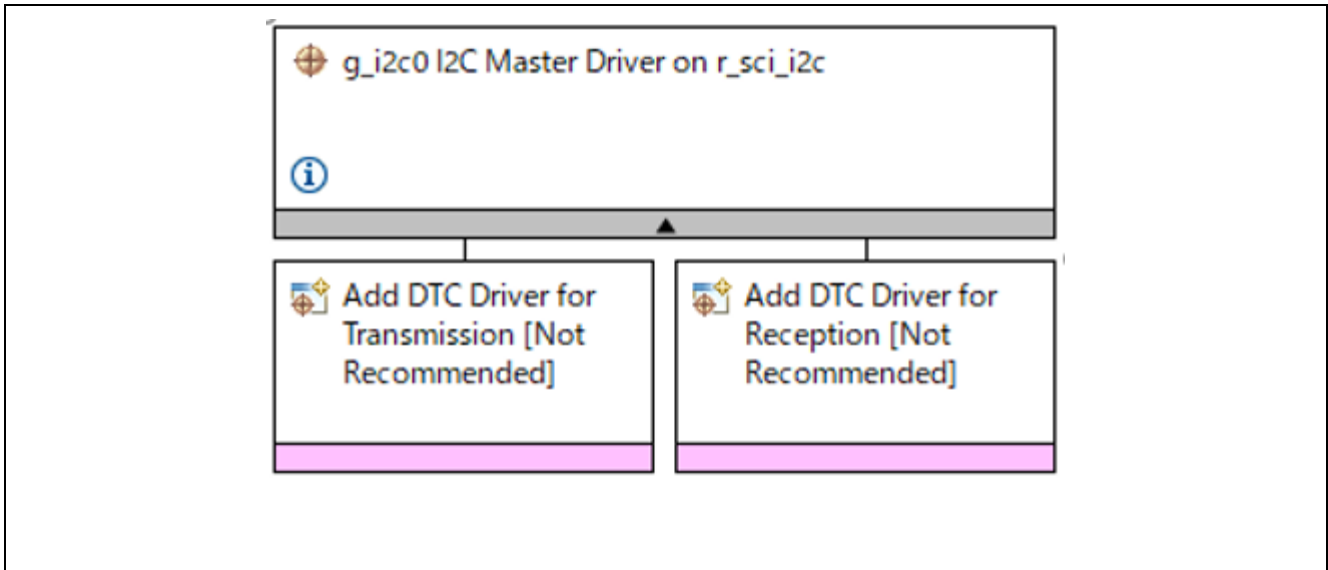 g_i2c0 I2C Master Driver on r_sci_i2c
Add DTC Driver for
Transmission [Not
Recommended]
Add DTC Driver for
Reception [Not
Recommended]